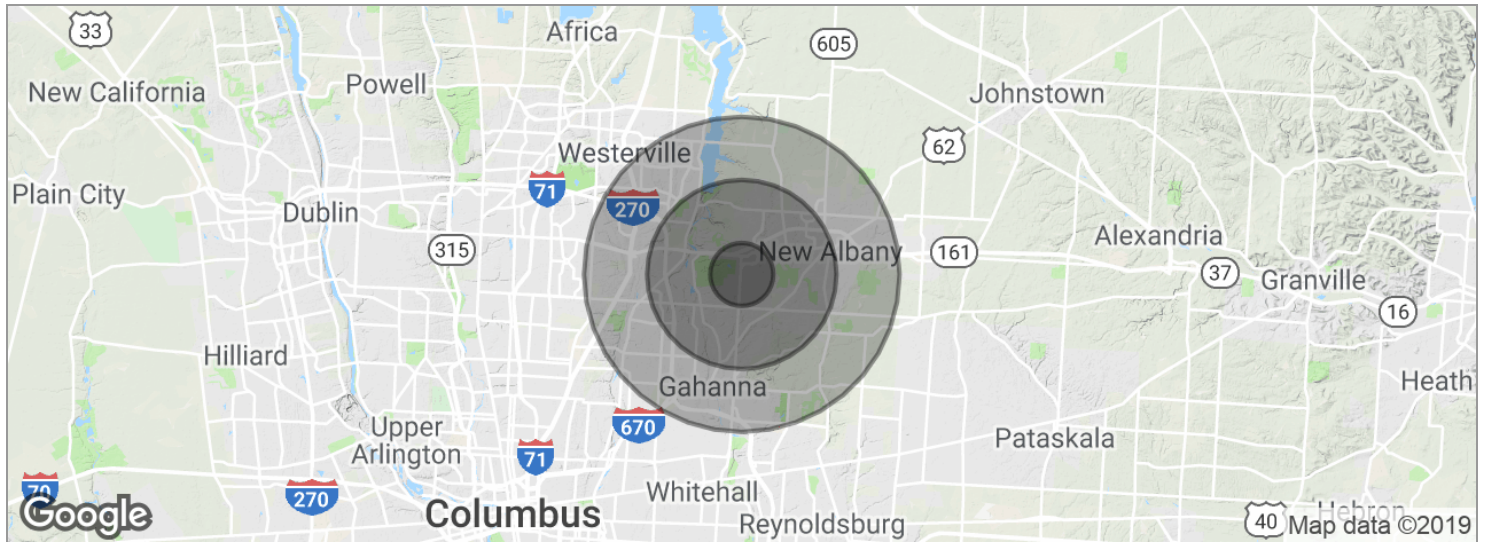 33
Africa
605
New California
Powell
Johnstown
62
Westerville
71
270
Plain City
Dublin
315
New Albany
161
Alexandria
37
Granville
16
Hilliard
Gahanna
Heath
670
Upper
Arlington
71
Pataskala
70
270
Whitehall
Google
Columbus
Reynoldsburg
40
Hebron
Map data ©2019